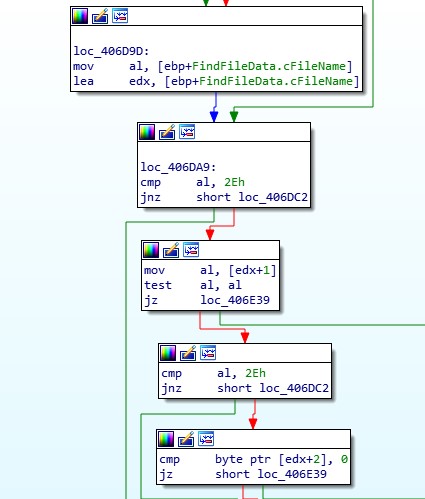 loc_406D9D:
mov     al, [ebp+FindFileData.cFileName]
lea     edx, [ebp+FindFileData.cFileName]
loc_406DA9:
cmp     al, 2Eh
jnz     short loc_406DC2
mov     al, [edx+1]
test    al, al
jz      loc_406E39
cmp     al, 2Eh
jnz     short loc_406DC2
cmp     byte ptr [edx+2], 0
jz      short loc_406E39